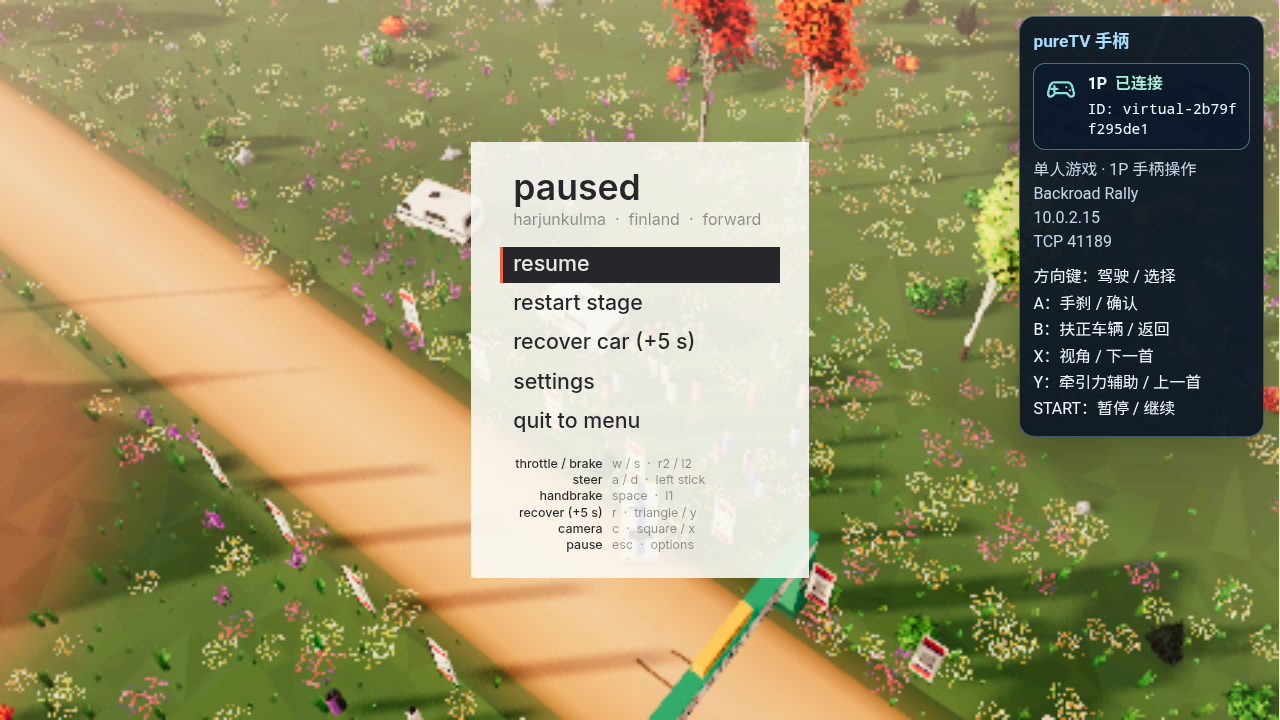 paused
harjunkulma · finland · forward
resume
restart stage
recover car (+5 s)
settings
quit to menu
throttle / brake w / s · r2 / l2
steer a / d · left stick
handbrake space · l1
recover (+5 s) r · triangle / y
camera c · square / x
pause esc · options
pureTV 手柄
1P 已连接
ID: virtual-2b79f
f295de1
单人游戏 · 1P 手柄操作
Backroad Rally
10.0.2.15
TCP 41189
方向键：驾驶 / 选择
A：手刹 / 确认
B：扶正车辆 / 返回
X：视角 / 下一首
Y：牵引力辅助 / 上一首
START：暂停 / 继续